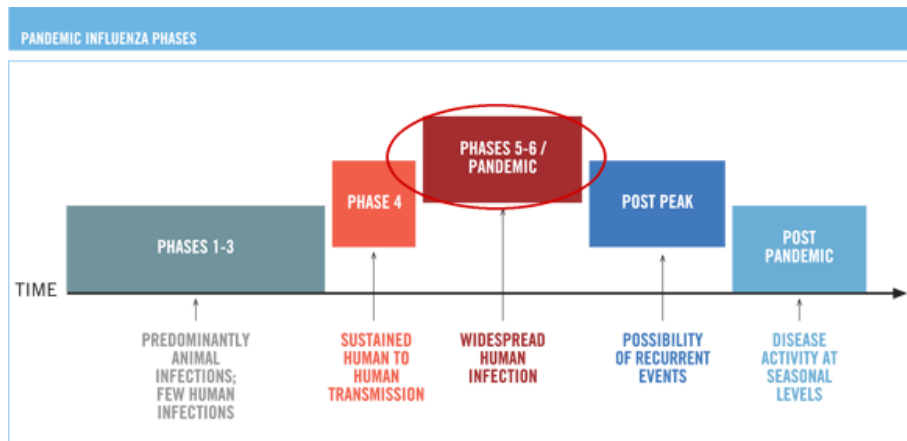 PANDEMIC INFLUENZA PHASES
PHASES 5-6 /
PANDEMIC
PHASE 4
POST PEAK
PHASES 1-3
POST
PANDEMIC
TIME
PREDOMINANTLY
ANIMAL
INFECTIONS;
FEW HUMAN
INFECTIONS
SUSTAINED
HUMAN TO
HUMAN
TRANSMISSION
WIDESPREAD
HUMAN
INFECTION
POSSIBILITY
OF RECURRENT
EVENTS
DISEASE
ACTIVITY AT
SEASONAL
LEVELS